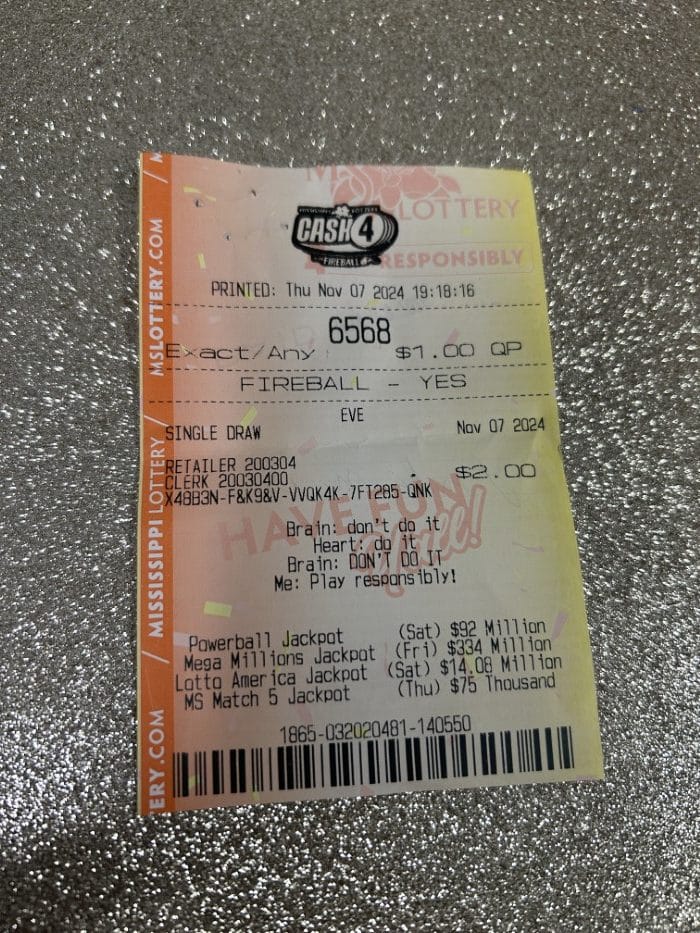 MSLOTTERY.COM
MISSISSIPPI LOTTERY
ERY.COM
LOTTERY
RESPONSIBLY
MISSISSIPPI LOTTERY
CASH 4
FIREBALL
PRINTED: Thu Nov 07 2024 19:18:16
6568
Exact/Any $1.00 QP
FIREBALL - YES
EVE
SINGLE DRAW Nov 07 2024
RETAILER 200304
CLERK 20030400 $2.00
X48B3N-F&K9&V-VVQK4K-7FT285-QNK
HAVE FUN
Y'all!
Brain: don't do it
Heart: do it
Brain: DON'T DO IT
Me: Play responsibly!
Powerball Jackpot (Sat) $92 Million
Mega Millions Jackpot (Fri) $334 Million
Lotto America Jackpot (Sat) $14.08 Million
MS Match 5 Jackpot (Thu) $75 Thousand
1865-032020481-140550